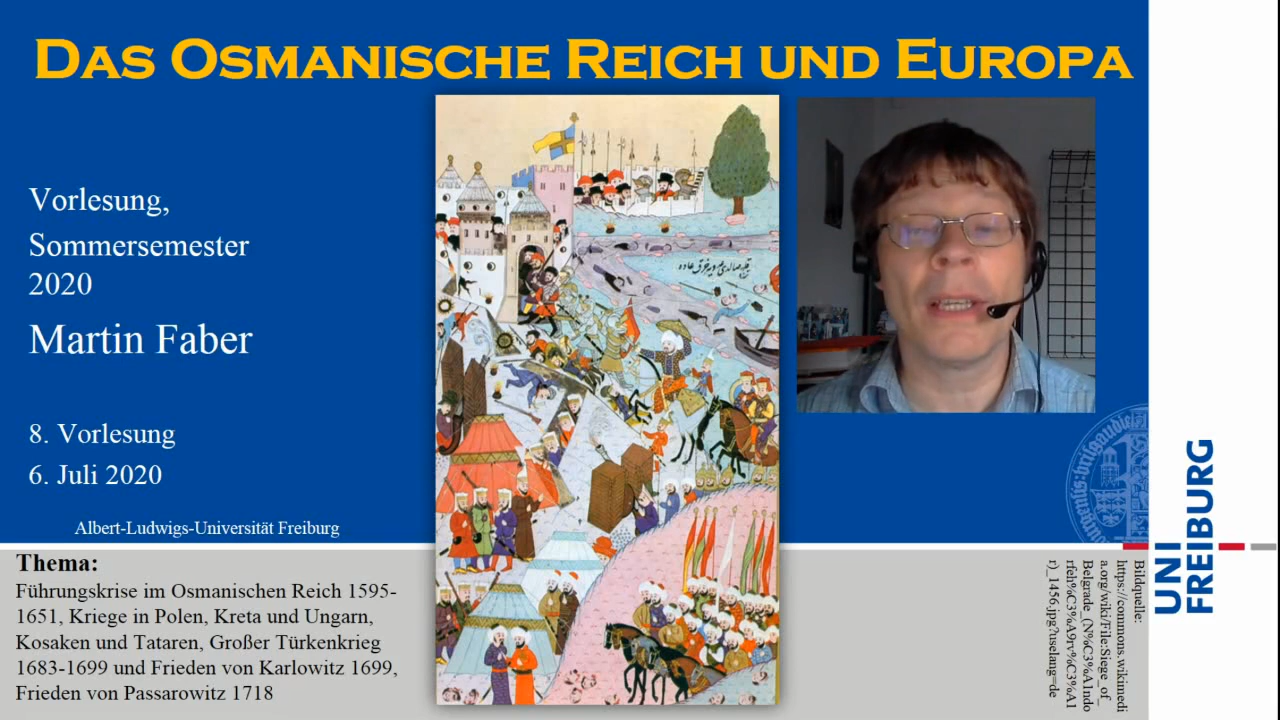 DAS OSMANISCHE REICH UND EUROPA
Vorlesung,
Sommersemester
2020
Martin Faber
8. Vorlesung
6. Juli 2020
Albert-Ludwigs-Universität Freiburg
Thema:
Führungskrise im Osmanischen Reich 1595-
1651, Kriege in Polen, Kreta und Ungarn,
Kosaken und Tataren, Großer Türkenkrieg
1683-1699 und Frieden von Karlowitz 1699,
Frieden von Passarowitz 1718
Bildquelle:
https://commons.wikimedi
a.org/wiki/File:Siege_of_
Belgrade_(N%C3%A1ndo
rfeh%C3%A9rv%C3%A1
r)_1456.jpg?uselang=de
UNI
FREIBURG